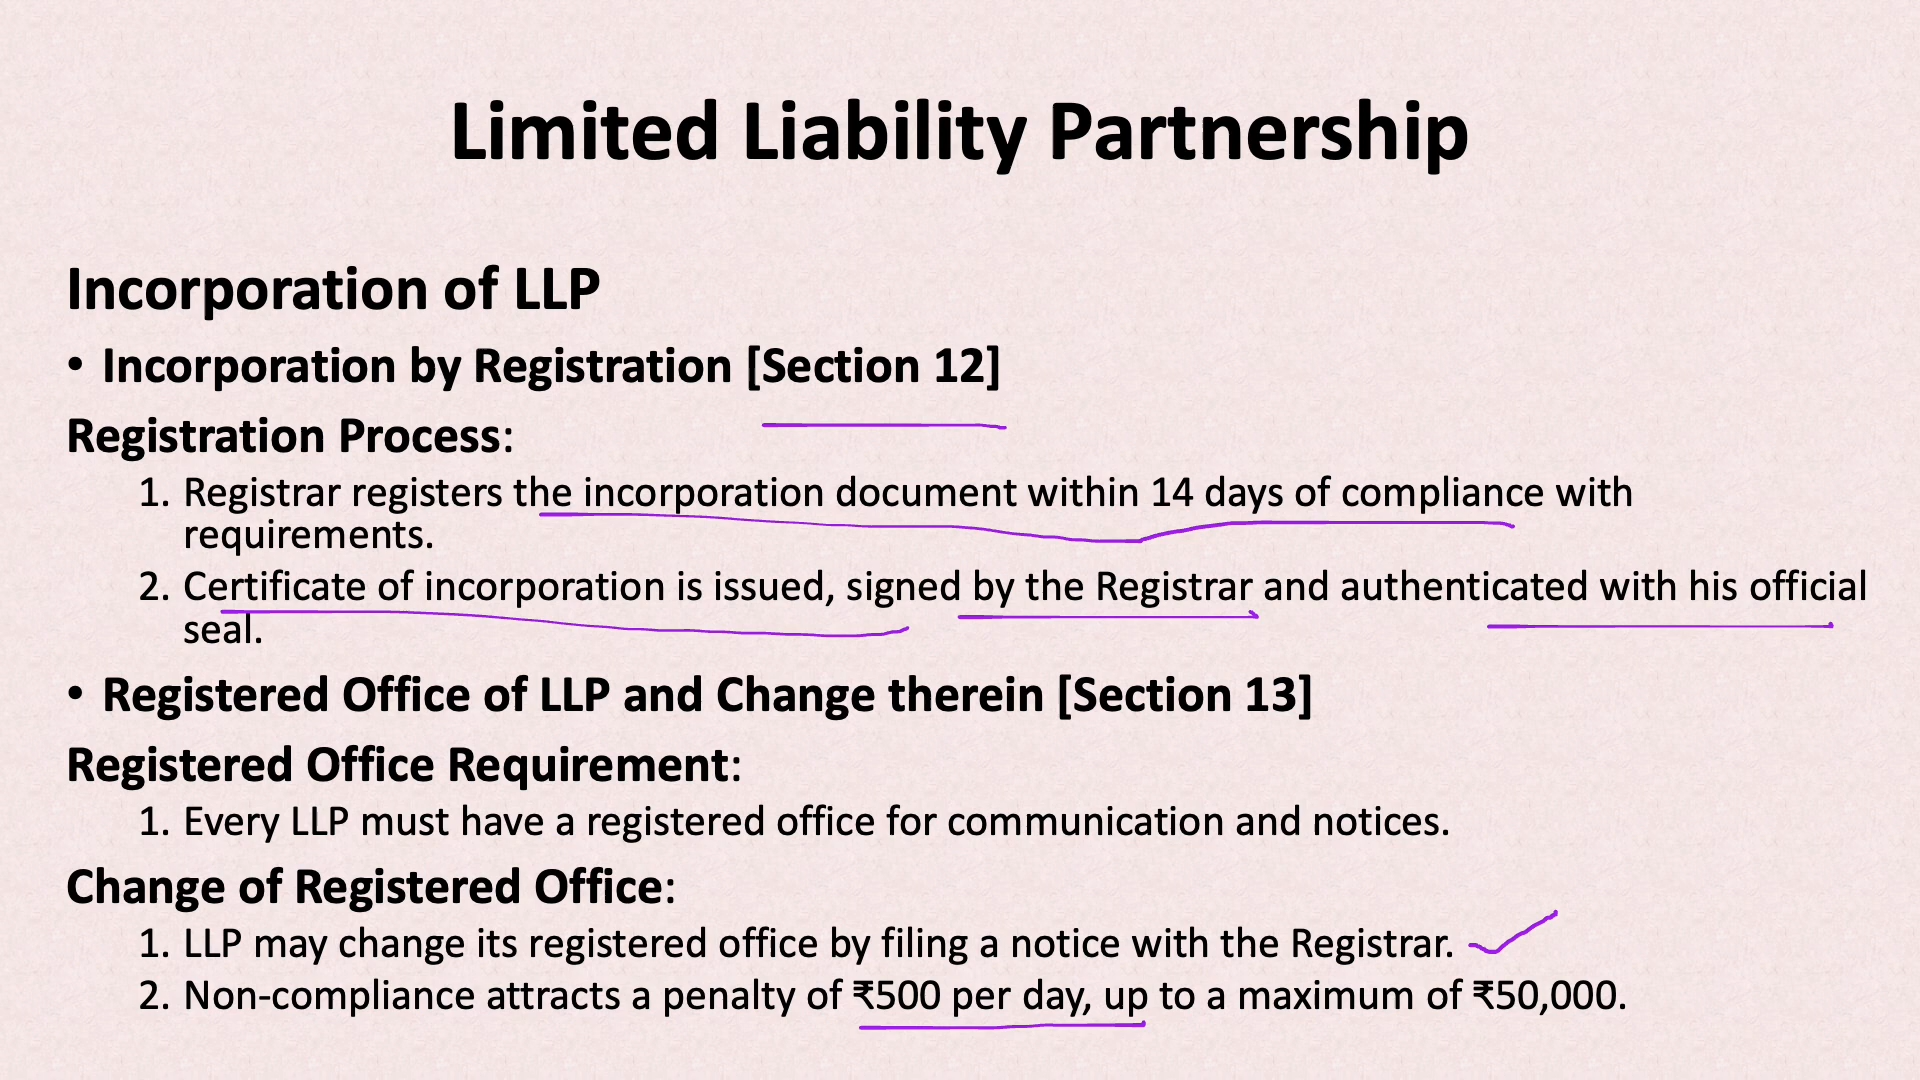 Limited Liability Partnership
Incorporation of LLP
• Incorporation by Registration [Section 12]
Registration Process:
1. Registrar registers the incorporation document within 14 days of compliance with
requirements.
2. Certificate of incorporation is issued, signed by the Registrar and authenticated with his official
seal.
• Registered Office of LLP and Change therein [Section 13]
Registered Office Requirement:
1. Every LLP must have a registered office for communication and notices.
Change of Registered Office:
1. LLP may change its registered office by filing a notice with the Registrar.
2. Non-compliance attracts a penalty of ₹500 per day, up to a maximum of ₹50,000.